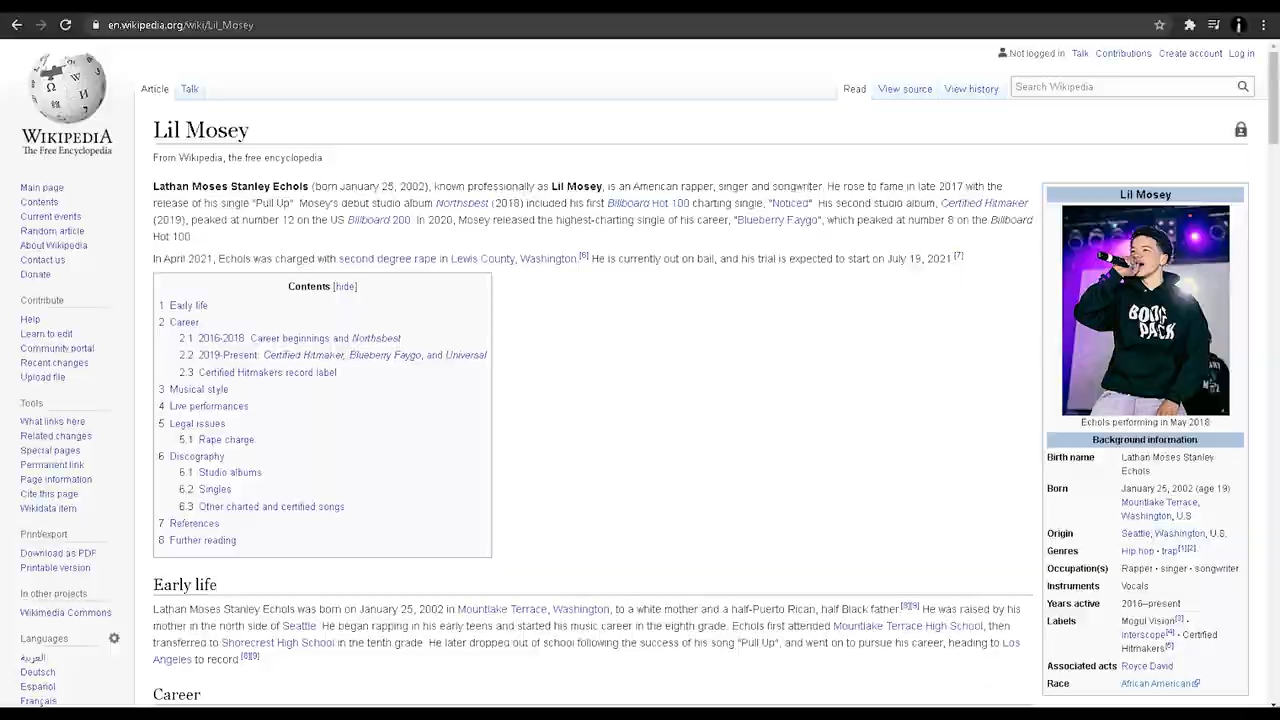 en.wikipedia.org/wiki/Lil_Mosey
Not logged in Talk Contributions Create account Log in
Article Talk Read View source View history Search Wikipedia
WIKIPEDIA
The Free Encyclopedia
Main page
Contents
Current events
Random article
About Wikipedia
Contact us
Donate
Contribute
Help
Learn to edit
Community portal
Recent changes
Upload file
Tools
What links here
Related changes
Special pages
Permanent link
Page information
Cite this page
Wikidata item
Print/export
Download as PDF
Printable version
In other projects
Wikimedia Commons
Languages
العربية
Deutsch
Español
Français
Lil Mosey
From Wikipedia, the free encyclopedia
Lathan Moses Stanley Echols (born January 25, 2002), known professionally as Lil Mosey, is an American rapper, singer and songwriter. He rose to fame in late 2017 with the
release of his single "Pull Up". Mosey's debut studio album Northsbest (2018) included his first Billboard Hot 100 charting single, "Noticed". His second studio album, Certified Hitmaker
(2019), peaked at number 12 on the US Billboard 200. In 2020, Mosey released the highest-charting single of his career, "Blueberry Faygo", which peaked at number 8 on the Billboard
Hot 100
In April 2021, Echols was charged with second degree rape in Lewis County, Washington.[6] He is currently out on bail, and his trial is expected to start on July 19, 2021.[7]
Contents [hide]
1 Early life
2 Career
2.1 2016-2018: Career beginnings and Northsbest
2.2 2019-Present: Certified Hitmaker, Blueberry Faygo, and Universal
2.3 Certified Hitmakers record label
3 Musical style
4 Live performances
5 Legal issues
5.1 Rape charge
6 Discography
6.1 Studio albums
6.2 Singles
6.3 Other charted and certified songs
7 References
8 Further reading
Early life
Lathan Moses Stanley Echols was born on January 25, 2002 in Mountlake Terrace, Washington, to a white mother and a half-Puerto Rican, half Black father.[8][9] He was raised by his
mother in the north side of Seattle. He began rapping in his early teens and started his music career in the eighth grade. Echols first attended Mountlake Terrace High School, then
transferred to Shorecrest High School in the tenth grade. He later dropped out of school following the success of his song "Pull Up", and went on to pursue his career, heading to Los
Angeles to record.[8][9]
Career
Lil Mosey
BOOG
PACK
Echols performing in May 2018
Background information
Birth name Lathan Moses Stanley
Echols
Born January 25, 2002 (age 19)
Mountlake Terrace,
Washington, U.S
Origin Seattle, Washington, U.S.
Genres Hip hop · trap[1][2]
Occupation(s) Rapper · singer · songwriter
Instruments Vocals
Years active 2016–present
Labels Mogul Vision[3] ·
Interscope[4] · Certified
Hitmakers[5]
Associated acts Royce David
Race African American